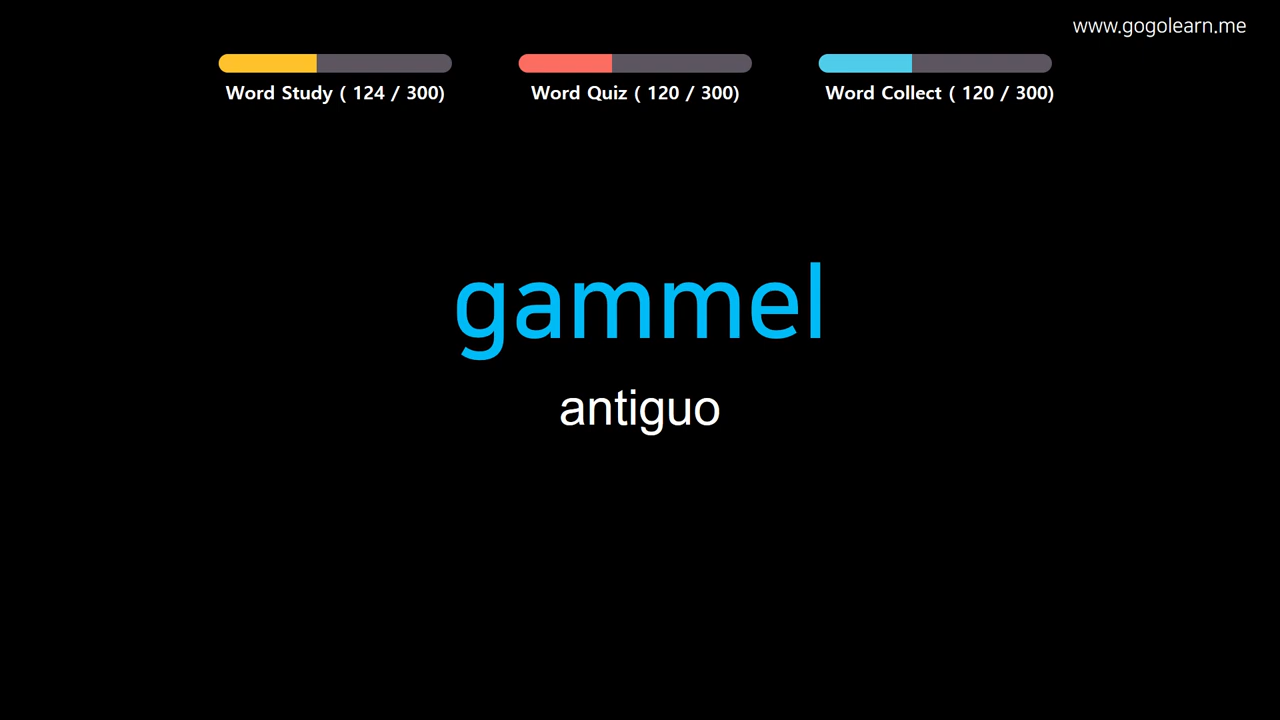 www.gogolearn.me
Word Study ( 124 / 300)
Word Quiz ( 120 / 300)
Word Collect ( 120 / 300)
gammel
antiguo